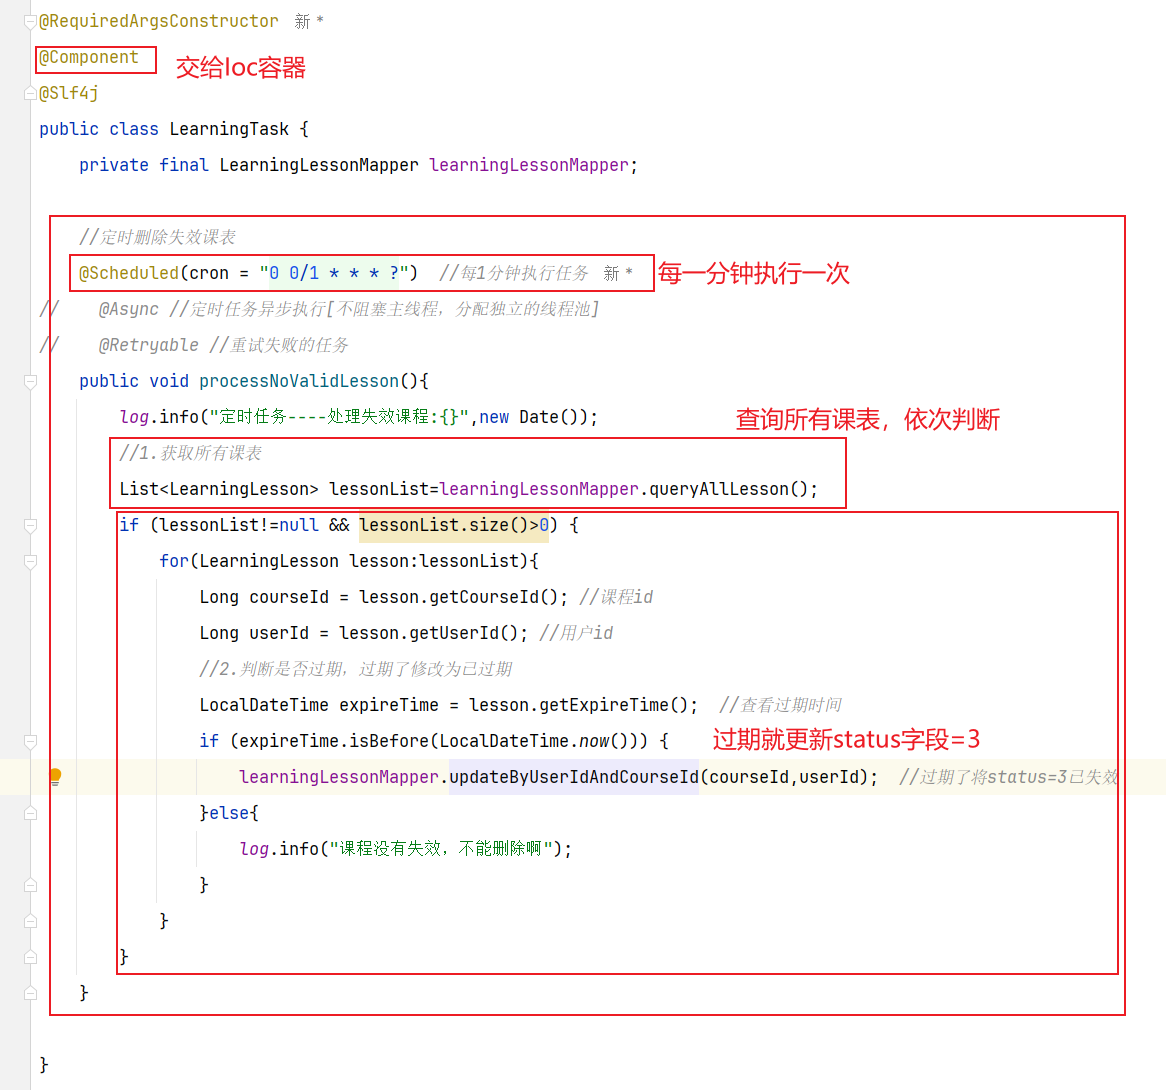 @RequiredArgsConstructor 新 *
@Component 交给Ioc容器
@Slf4j
public class LearningTask {
private final LearningLessonMapper learningLessonMapper;
//定时删除失效课表
@Scheduled(cron = "0 0/1 * * * ?") //每1分钟执行任务 新 * 每一分钟执行一次
// @Async //定时任务异步执行[不阻塞主线程，分配独立的线程池]
// @Retryable //重试失败的任务
public void processNoValidLesson(){
log.info("定时任务----处理失效课程:{}",new Date());
查询所有课表，依次判断
//1.获取所有课表
List<LearningLesson> lessonList=learningLessonMapper.queryAllLesson();
if (lessonList!=null && lessonList.size()>0) {
for(LearningLesson lesson:lessonList){
Long courseId = lesson.getCourseId(); //课程id
Long userId = lesson.getUserId(); //用户id
//2.判断是否过期，过期了修改为已过期
LocalDateTime expireTime = lesson.getExpireTime(); //查看过期时间
if (expireTime.isBefore(LocalDateTime.now())) { 过期就更新status字段=3
learningLessonMapper.updateByUserIdAndCourseId(courseId,userId); //过期了将status=3已失效
}else{
log.info("课程没有失效，不能删除啊");
}
}
}
}
}